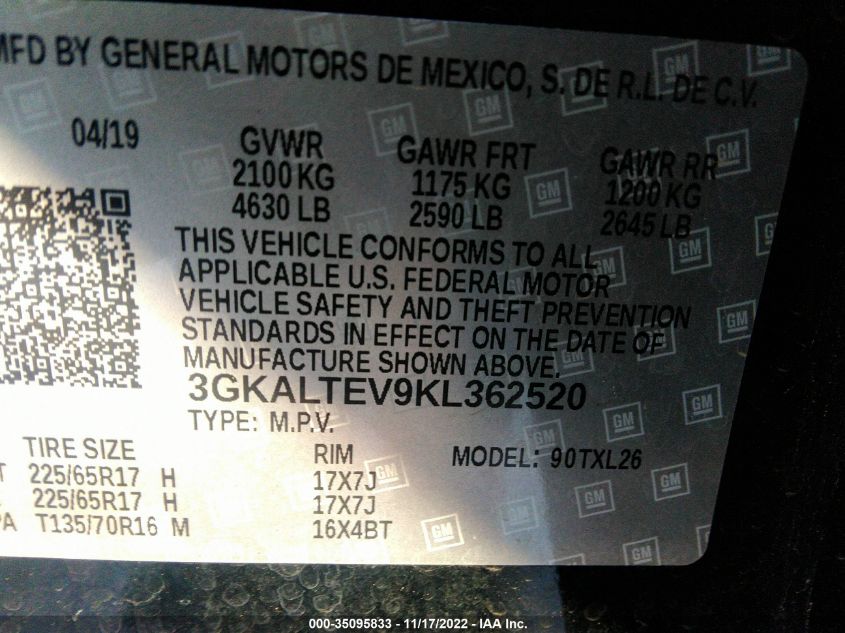 MFD BY GENERAL MOTORS DE MEXICO, S. DE R.L. DE C.V.
04/19 GVWR GAWR FRT GAWR RR
2100 KG 1175 KG 1200 KG
4630 LB 2590 LB 2645 LB
THIS VEHICLE CONFORMS TO ALL
APPLICABLE U.S. FEDERAL MOTOR
VEHICLE SAFETY AND THEFT PREVENTION
STANDARDS IN EFFECT ON THE DATE OF
MANUFACTURE SHOWN ABOVE.
3GKALTEV9KL362520
TYPE: M.P.V.
TIRE SIZE RIM MODEL: 90TXL26
225/65R17 H 17X7J
225/65R17 H 17X7J
T135/70R16 M 16X4BT
GM
000-35095833 - 11/17/2022 - IAA Inc.